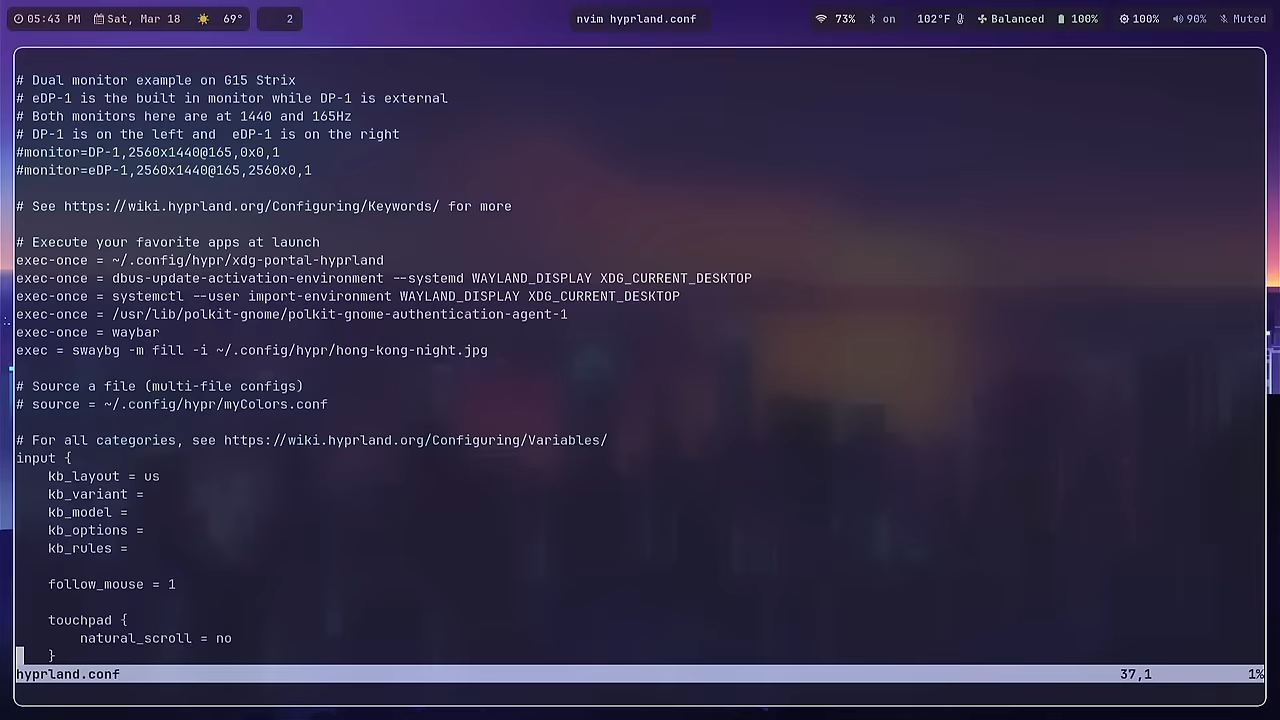 05:43 PM Sat, Mar 18 69° 2 nvim hyprland.conf 73% on 102°F Balanced 100% 100% 90% Muted
# Dual monitor example on G15 Strix
# eDP-1 is the built in monitor while DP-1 is external
# Both monitors here are at 1440 and 165Hz
# DP-1 is on the left and  eDP-1 is on the right
#monitor=DP-1,2560x1440@165,0x0,1
#monitor=eDP-1,2560x1440@165,2560x0,1
# See https://wiki.hyprland.org/Configuring/Keywords/ for more
# Execute your favorite apps at launch
exec-once = ~/.config/hypr/xdg-portal-hyprland
exec-once = dbus-update-activation-environment --systemd WAYLAND_DISPLAY XDG_CURRENT_DESKTOP
exec-once = systemctl --user import-environment WAYLAND_DISPLAY XDG_CURRENT_DESKTOP
exec-once = /usr/lib/polkit-gnome/polkit-gnome-authentication-agent-1
exec-once = waybar
exec = swaybg -m fill -i ~/.config/hypr/hong-kong-night.jpg
# Source a file (multi-file configs)
# source = ~/.config/hypr/myColors.conf
# For all categories, see https://wiki.hyprland.org/Configuring/Variables/
input {
    kb_layout = us
    kb_variant =
    kb_model =
    kb_options =
    kb_rules =
    follow_mouse = 1
    touchpad {
        natural_scroll = no
    }
hyprland.conf 37,1 1%